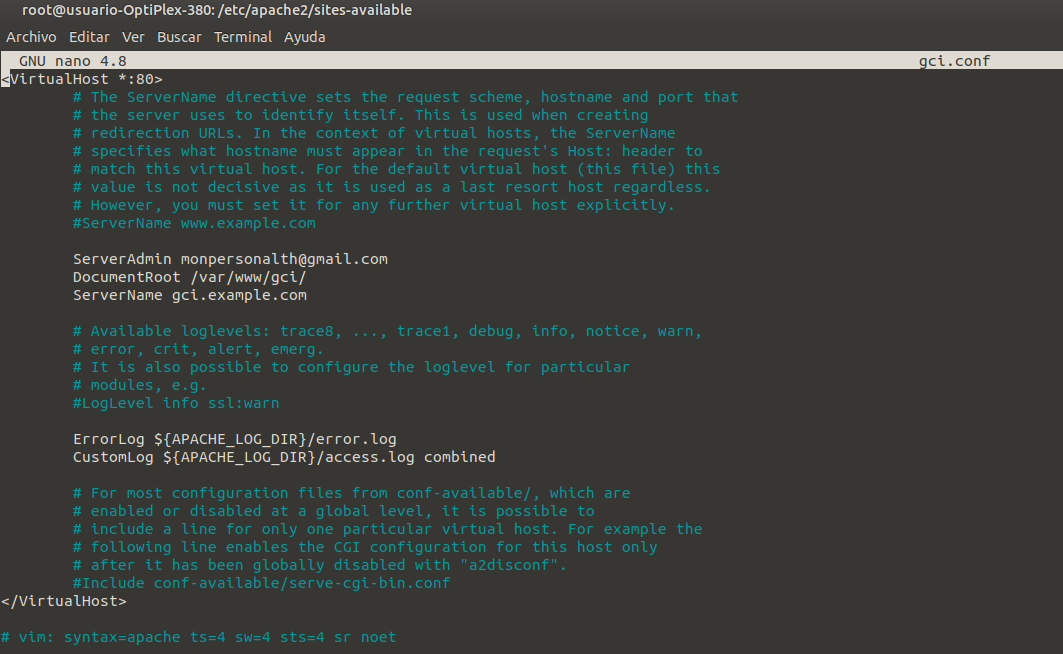 root@usuario-OptiPlex-380: /etc/apache2/sites-available
Archivo Editar Ver Buscar Terminal Ayuda
GNU nano 4.8 gci.conf
<VirtualHost *:80>
# The ServerName directive sets the request scheme, hostname and port that
# the server uses to identify itself. This is used when creating
# redirection URLs. In the context of virtual hosts, the ServerName
# specifies what hostname must appear in the request's Host: header to
# match this virtual host. For the default virtual host (this file) this
# value is not decisive as it is used as a last resort host regardless.
# However, you must set it for any further virtual host explicitly.
#ServerName www.example.com
ServerAdmin monpersonalth@gmail.com
DocumentRoot /var/www/gci/
ServerName gci.example.com
# Available loglevels: trace8, ..., trace1, debug, info, notice, warn,
# error, crit, alert, emerg.
# It is also possible to configure the loglevel for particular
# modules, e.g.
#LogLevel info ssl:warn
ErrorLog ${APACHE_LOG_DIR}/error.log
CustomLog ${APACHE_LOG_DIR}/access.log combined
# For most configuration files from conf-available/, which are
# enabled or disabled at a global level, it is possible to
# include a line for only one particular virtual host. For example the
# following line enables the CGI configuration for this host only
# after it has been globally disabled with "a2disconf".
#Include conf-available/serve-cgi-bin.conf
</VirtualHost>
# vim: syntax=apache ts=4 sw=4 sts=4 sr noet